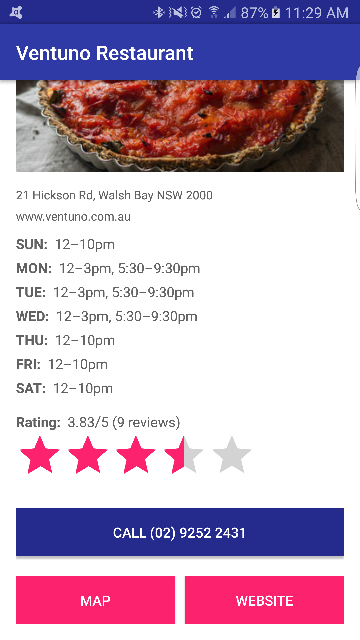 87% 11:29 AM
Ventuno Restaurant
21 Hickson Rd, Walsh Bay NSW 2000
www.ventuno.com.au
SUN: 12–10pm
MON: 12–3pm, 5:30–9:30pm
TUE: 12–3pm, 5:30–9:30pm
WED: 12–3pm, 5:30–9:30pm
THU: 12–10pm
FRI: 12–10pm
SAT: 12–10pm
Rating: 3.83/5 (9 reviews)
CALL (02) 9252 2431
MAP WEBSITE